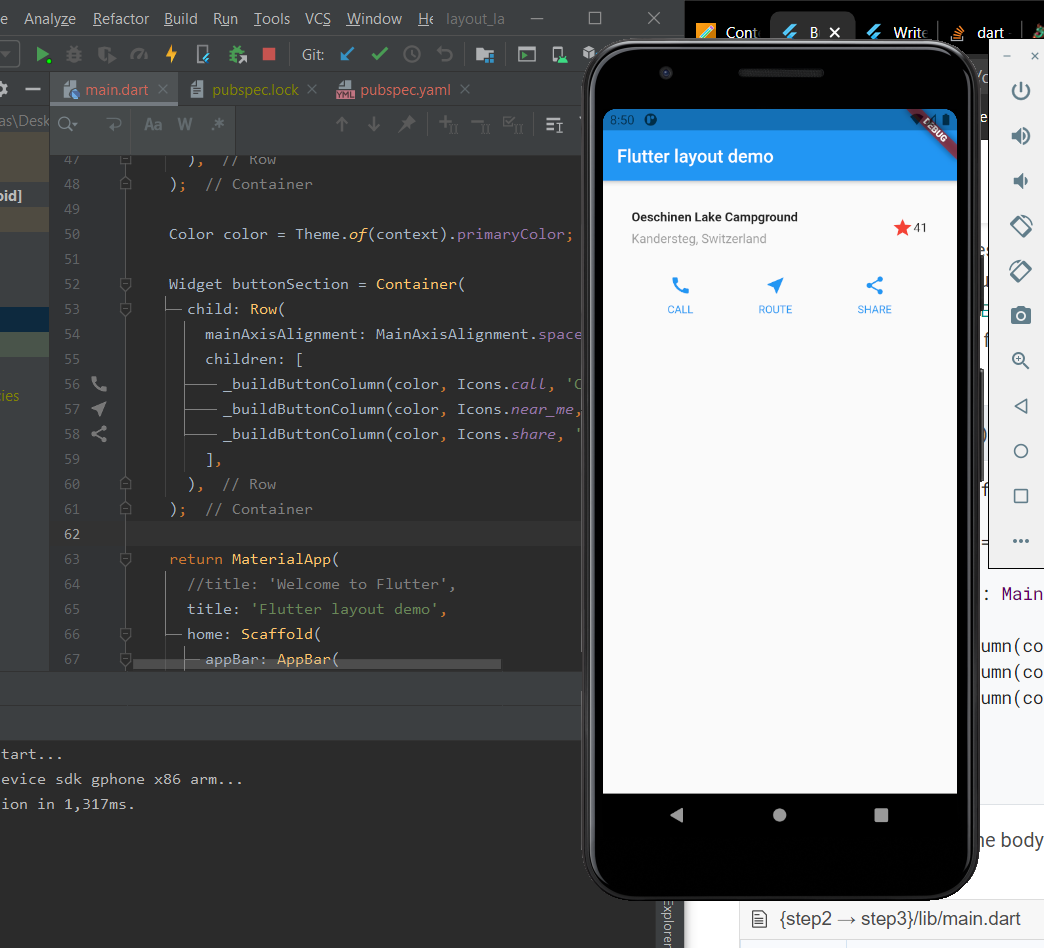 e Analyze Refactor Build Run Tools VCS Window He layout_la
Git:
main.dart pubspec.lock pubspec.yaml
as\Desk
Aa W .*
oid]
cies
47 ), // Row
48 ); // Container
49
50 Color color = Theme.of(context).primaryColor;
51
52 Widget buttonSection = Container(
53 child: Row(
54 mainAxisAlignment: MainAxisAlignment.space
55 children: [
56 _buildButtonColumn(color, Icons.call, 'C
57 _buildButtonColumn(color, Icons.near_me,
58 _buildButtonColumn(color, Icons.share, '
59 ],
60 ), // Row
61 ); // Container
62
63 return MaterialApp(
64 //title: 'Welcome to Flutter',
65 title: 'Flutter layout demo',
66 home: Scaffold(
67 appBar: AppBar(
tart...
evice sdk gphone x86 arm...
ion in 1,317ms.
Explorer
Cont B Write dart
8:50
DEBUG
Flutter layout demo
Oeschinen Lake Campground
Kandersteg, Switzerland
41
CALL ROUTE SHARE
: Main
umn(co
umn(co
umn(co
ne body
{step2 → step3}/lib/main.dart